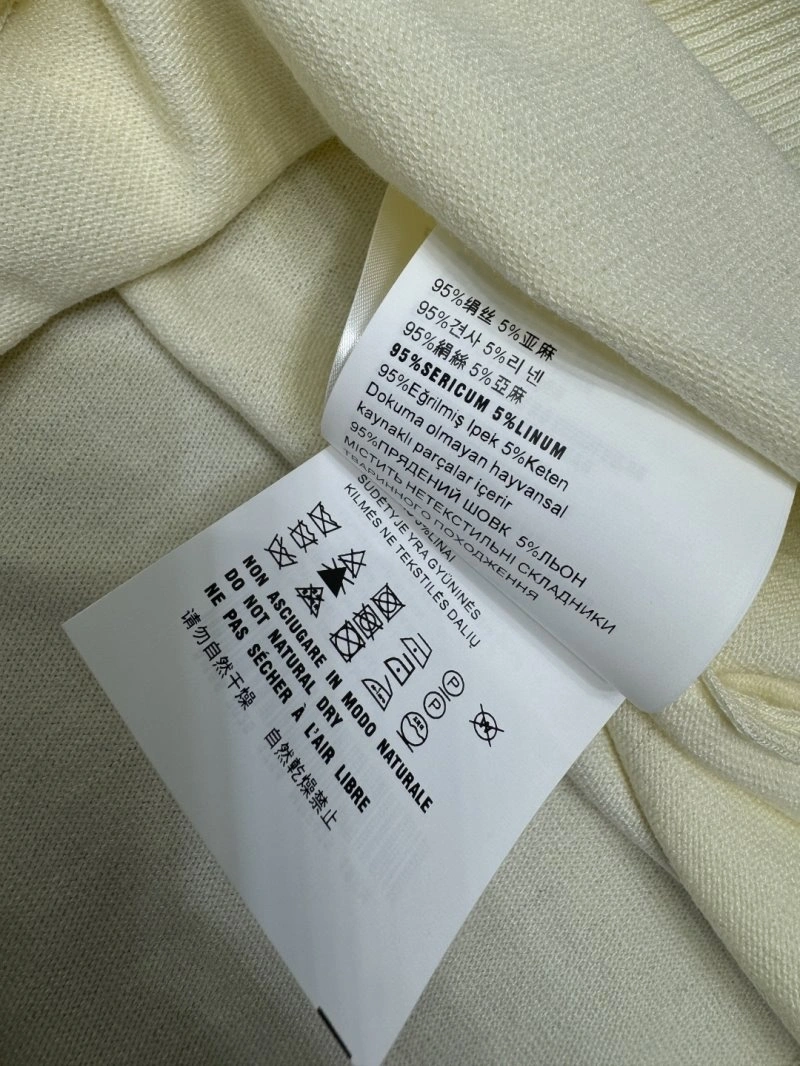 95%绢丝 5%亚麻
95%견사 5%리넨
95%絹絲 5%亞麻
95%SERICUM 5%LINUM
95%Eğrilmiş Ipek 5%Keten
Dokuma olmayan hayvansal
kaynaklı parçalar içerir
95%ПРЯДЕНИЙ ШОВК 5%ЛЬОН
МІСТИТЬ НЕТЕКСТИЛЬНІ СКЛАДНИКИ
ТВАРИННОГО ПОХОДЖЕННЯ
LINAI
SUDĖTYJE YRA GYŪNINĖS
KILMĖS NE TEKSTILĖS DALIŲ
P
P
NON ASCIUGARE IN MODO NATURALE
DO NOT NATURAL DRY
NE PAS SÉCHER À L'AIR LIBRE
请勿自然干燥 自然乾燥禁止